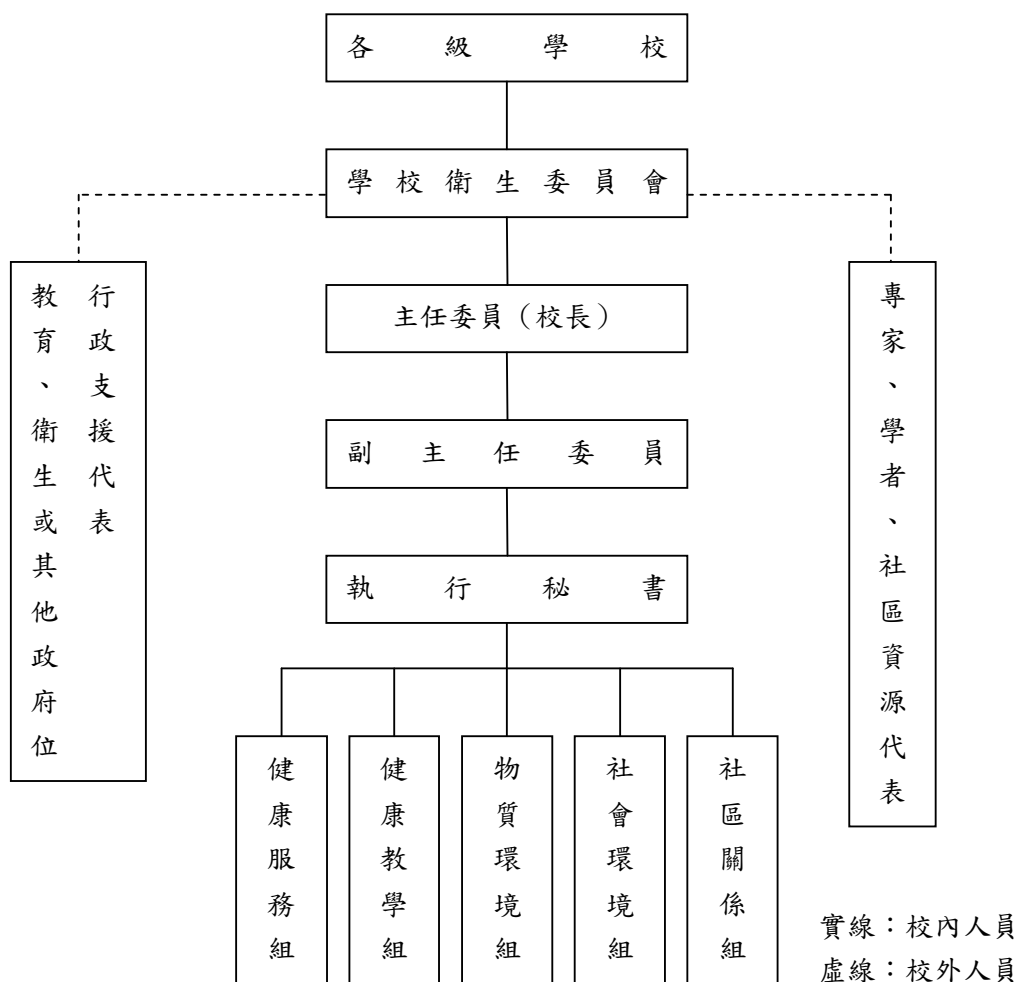 各級學校
學校衛生委員會
主任委員（校長）
副主任委員
執行秘書
教育、衛生或其他政府位
行政支援代表
專家、學者、社區資源代表
健康服務組
健康教學組
物質環境組
社會環境組
社區關係組
實線：校內人員
虛線：校外人員